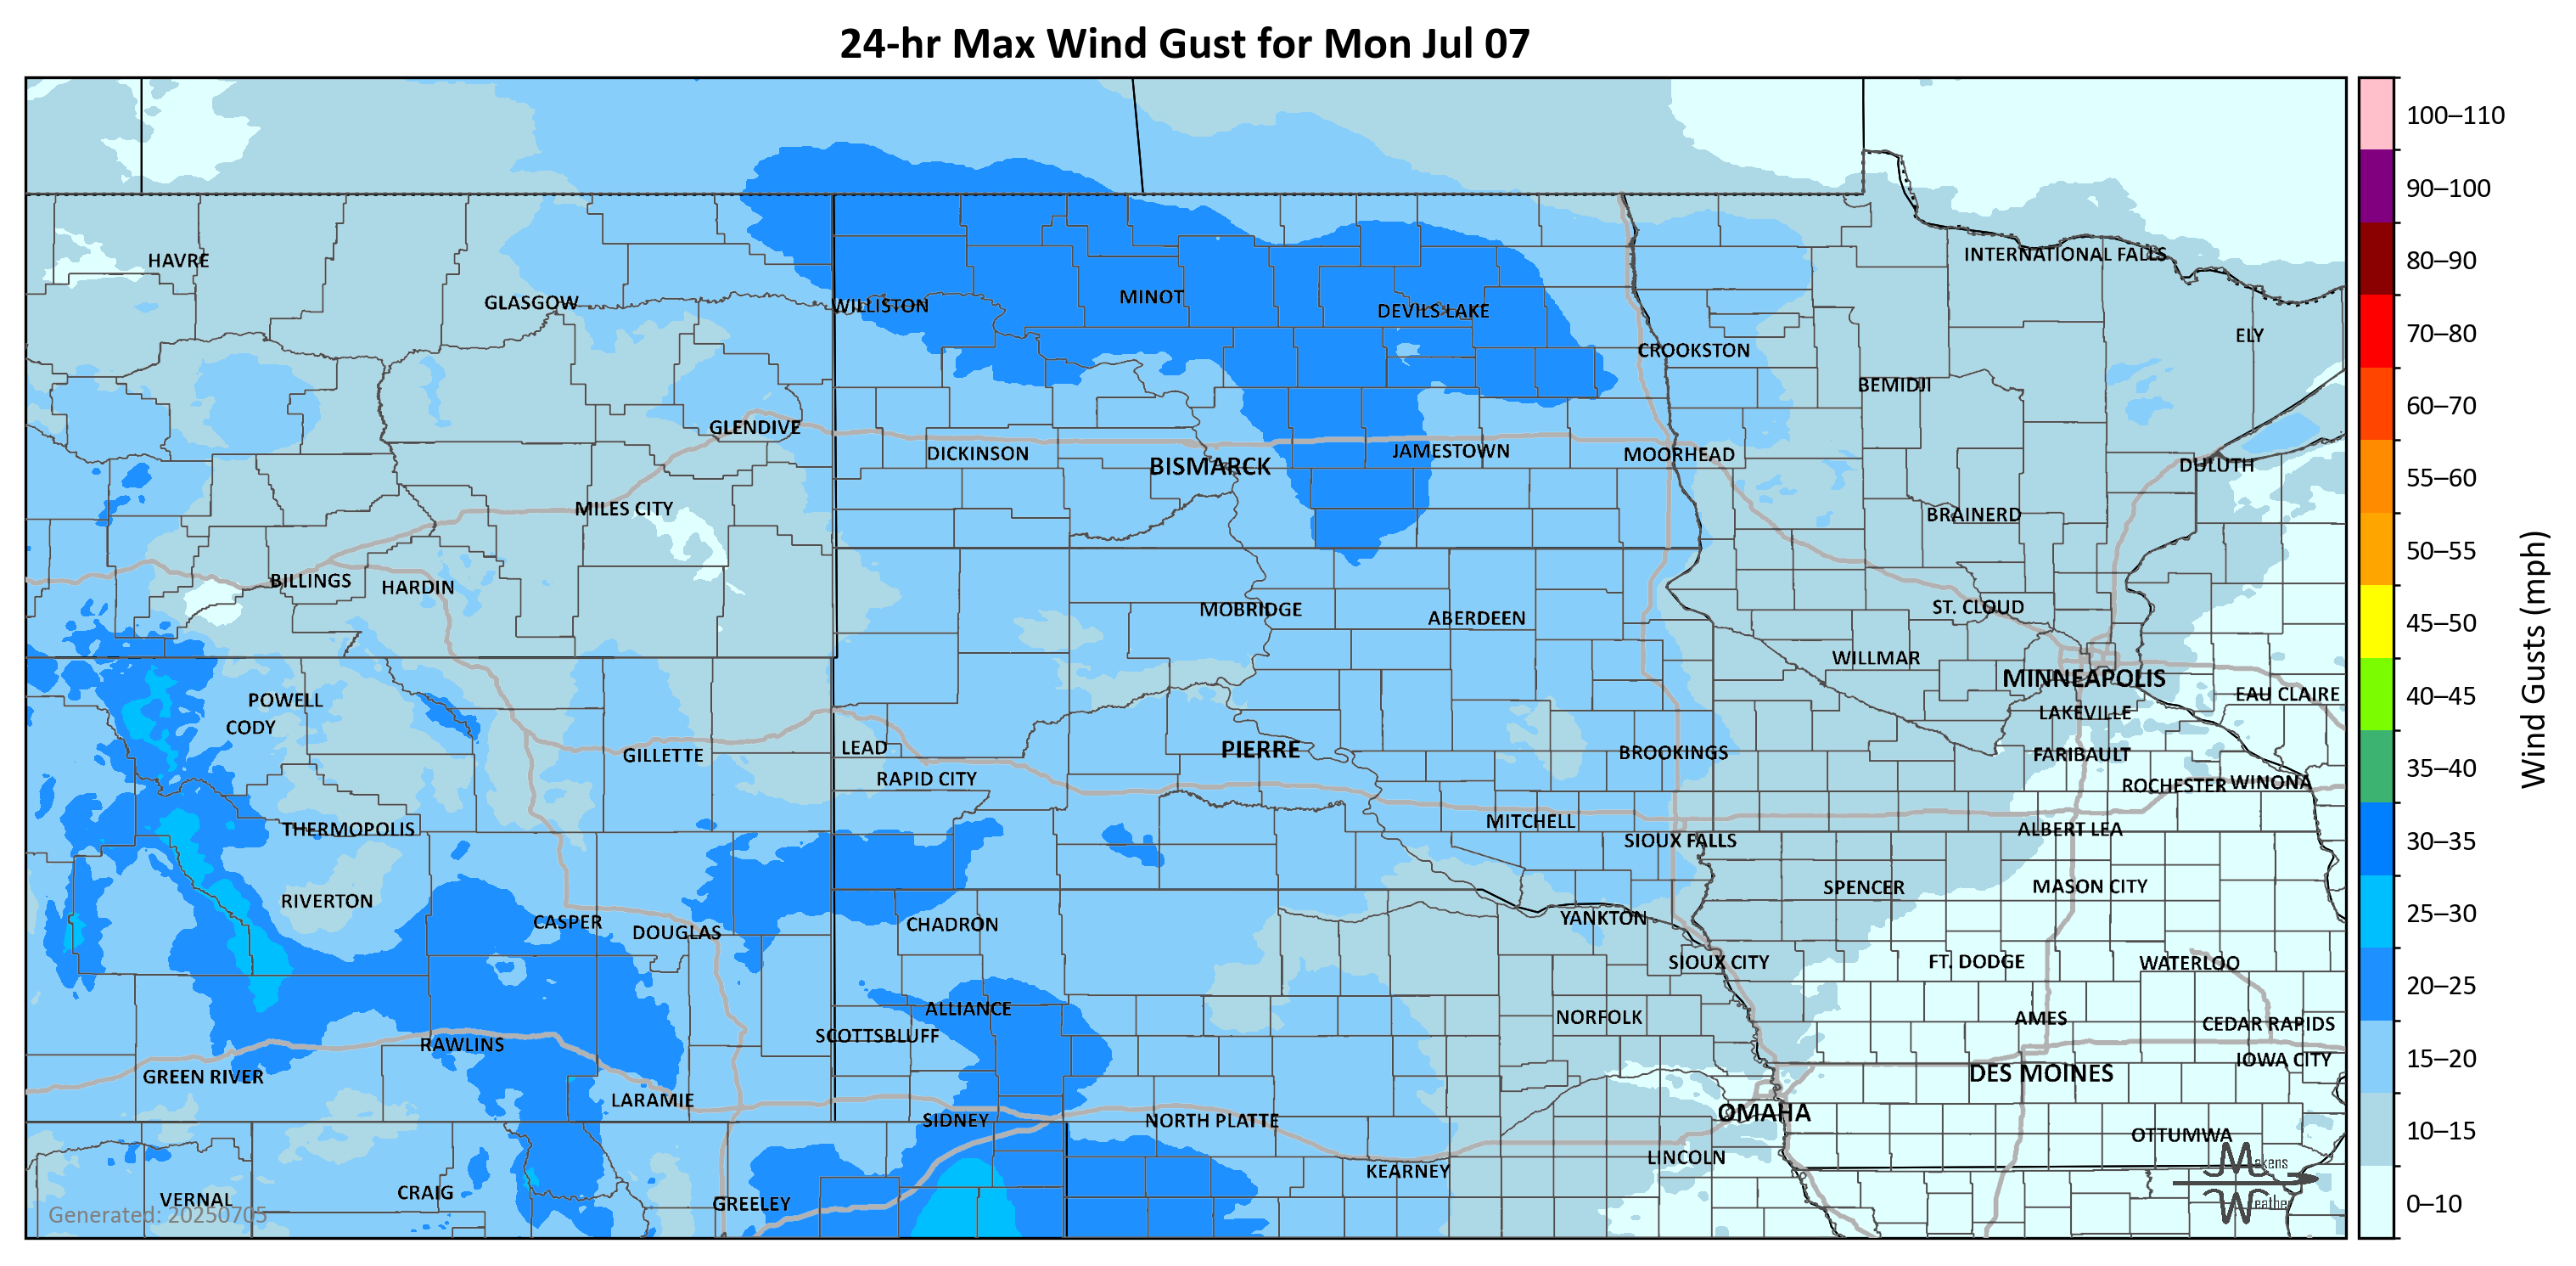 24-hr Max Wind Gust for Mon Jul 07
100–110
90–100
80–90
70–80
60–70
55–60
50–55
45–50
40–45
35–40
30–35
25–30
20–25
15–20
10–15
0–10
Wind Gusts (mph)
HAVRE
INTERNATIONAL FALLS
GLASGOW
WILLISTON
MINOT
DEVILS LAKE
ELY
CROOKSTON
BEMIDJI
GLENDIVE
DICKINSON
BISMARCK
JAMESTOWN
MOORHEAD
DULUTH
MILES CITY
BRAINERD
BILLINGS
HARDIN
MOBRIDGE
ABERDEEN
ST. CLOUD
WILLMAR
MINNEAPOLIS
EAU CLAIRE
POWELL
CODY
LAKEVILLE
GILLETTE
LEAD
PIERRE
BROOKINGS
FARIBAULT
RAPID CITY
ROCHESTER
WINONA
THERMOPOLIS
MITCHELL
ALBERT LEA
SIOUX FALLS
SPENCER
MASON CITY
RIVERTON
CASPER
DOUGLAS
CHADRON
YANKTON
SIOUX CITY
FT. DODGE
WATERLOO
ALLIANCE
NORFOLK
AMES
CEDAR RAPIDS
SCOTTSBLUFF
RAWLINS
IOWA CITY
GREEN RIVER
DES MOINES
LARAMIE
OMAHA
SIDNEY
NORTH PLATTE
OTTUMWA
LINCOLN
KEARNEY
VERNAL
CRAIG
GREELEY
Generated: 20250705
Makens
Weather